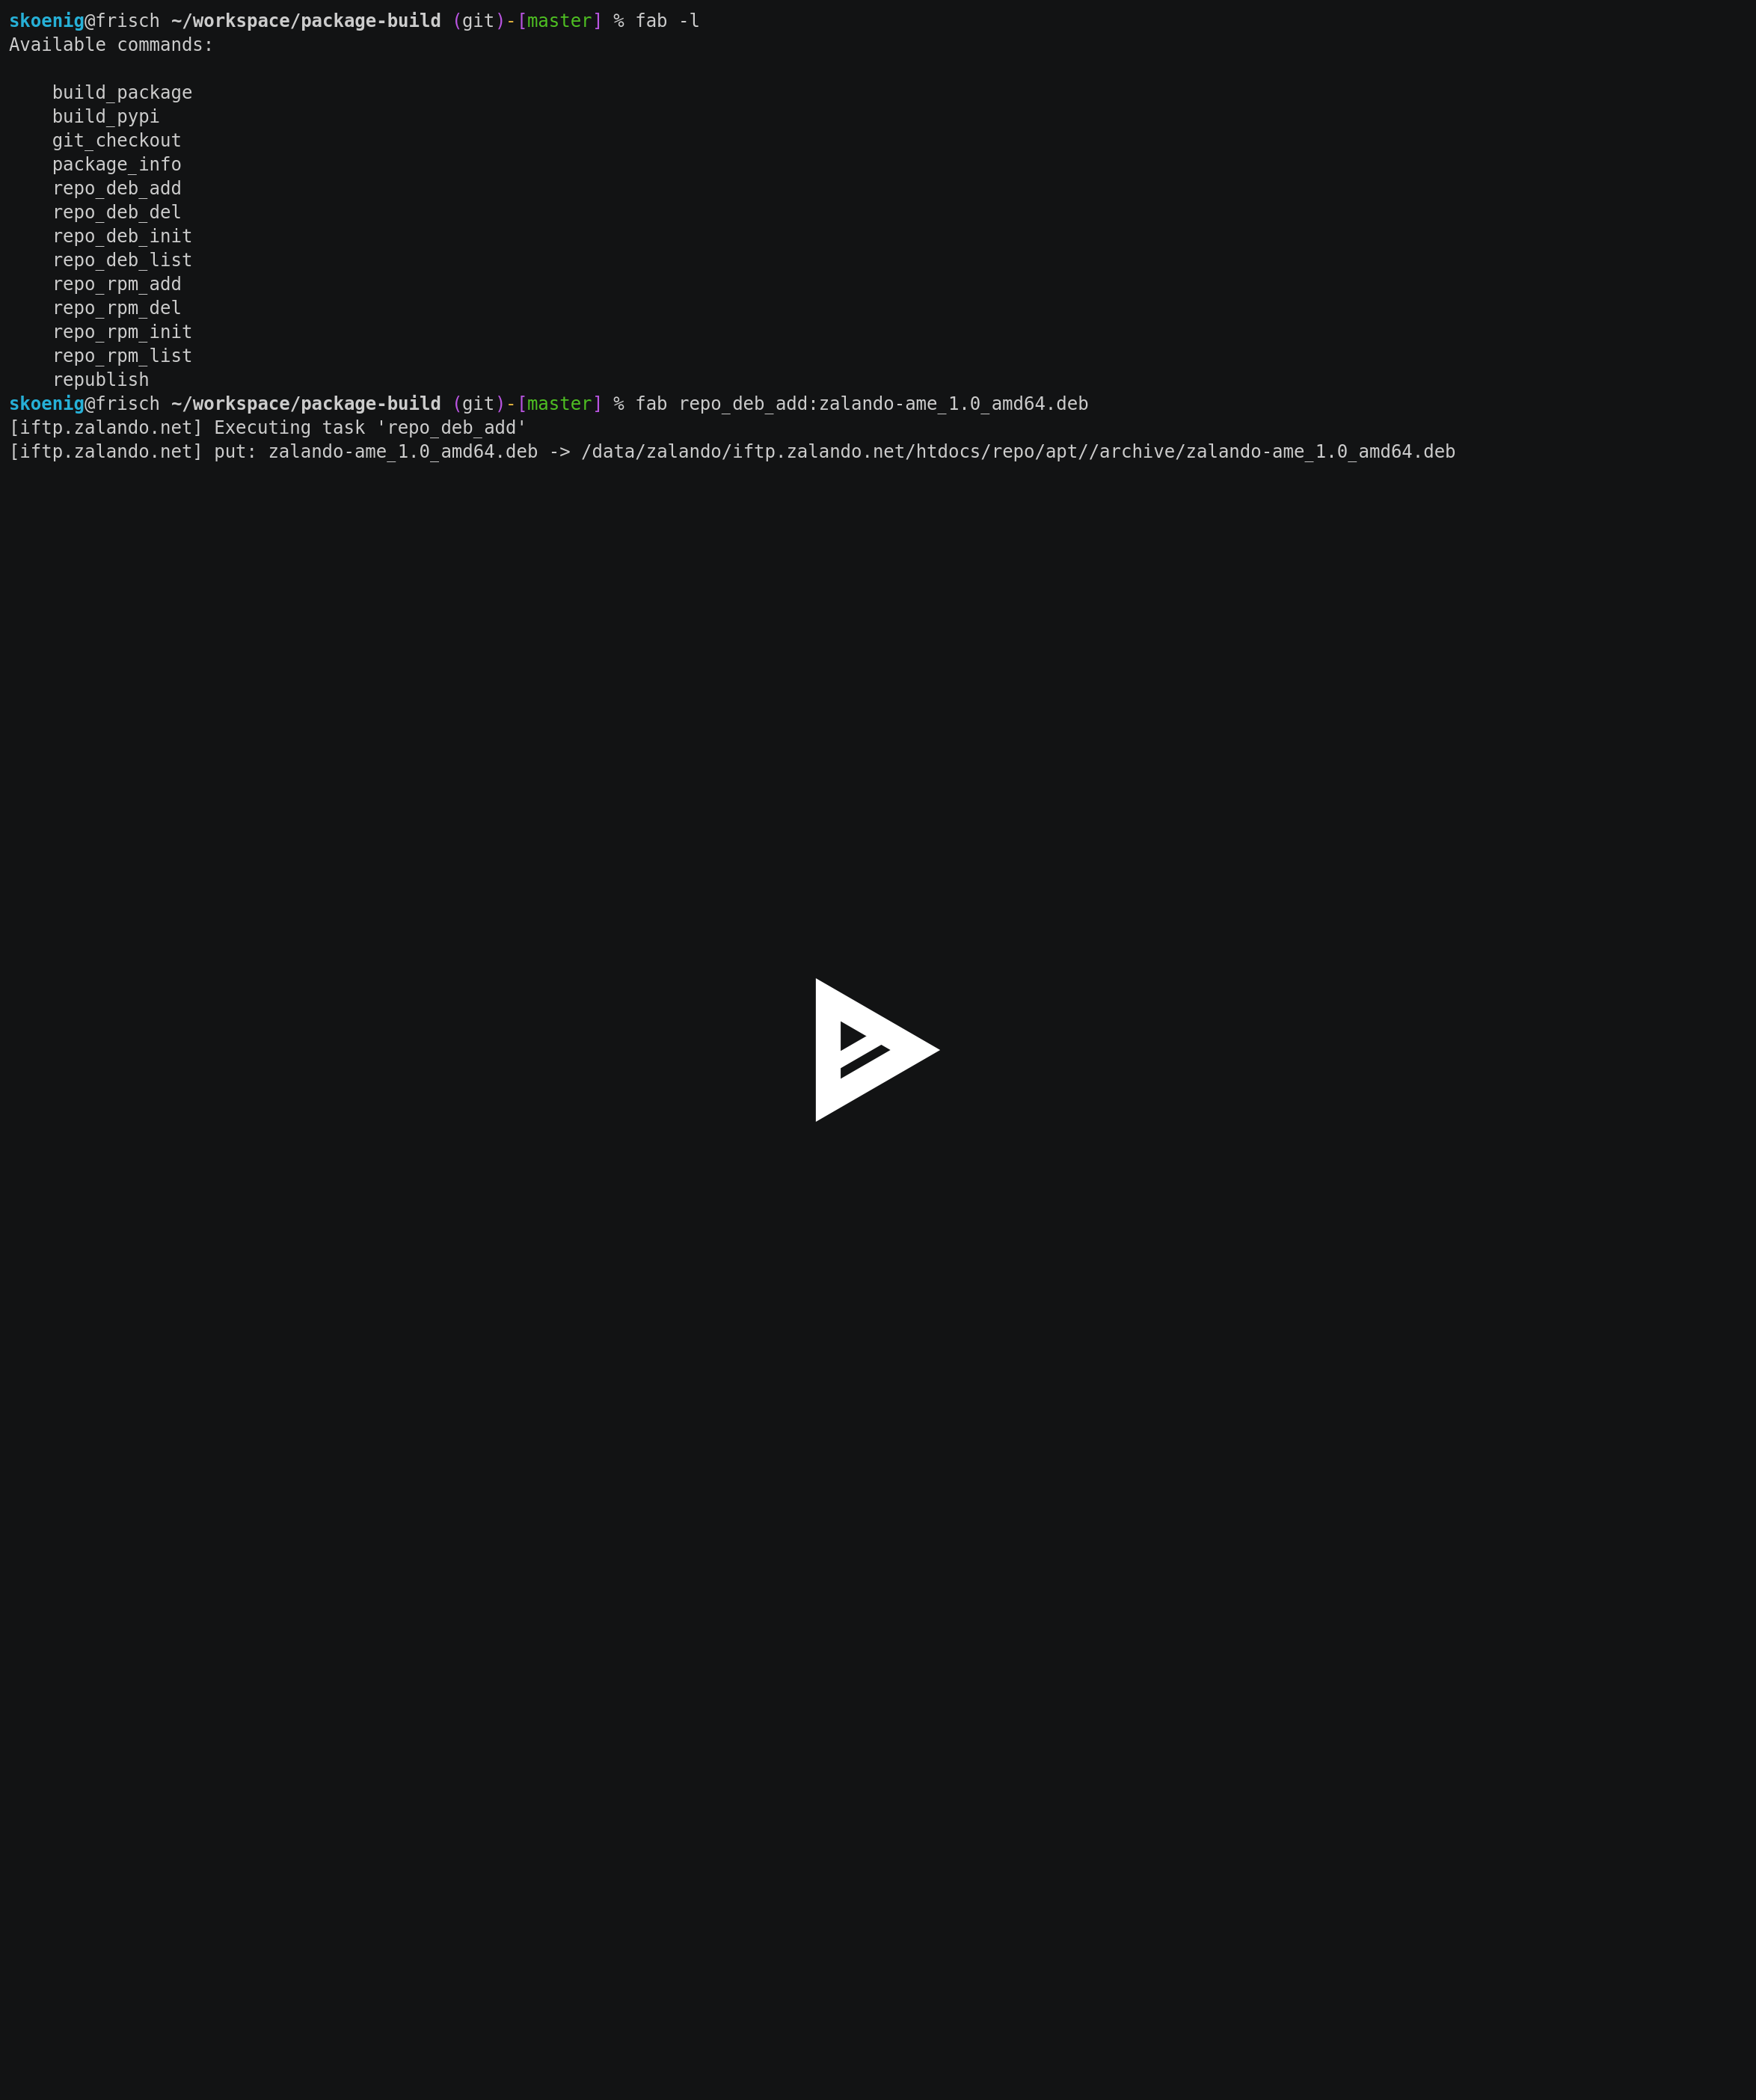 skoenig@frisch ~/workspace/package-build (git)-[master] % fab -l
Available commands:
build_package
build_pypi
git_checkout
package_info
repo_deb_add
repo_deb_del
repo_deb_init
repo_deb_list
repo_rpm_add
repo_rpm_del
repo_rpm_init
repo_rpm_list
republish
skoenig@frisch ~/workspace/package-build (git)-[master] % fab repo_deb_add:zalando-ame_1.0_amd64.deb
[iftp.zalando.net] Executing task 'repo_deb_add'
[iftp.zalando.net] put: zalando-ame_1.0_amd64.deb -> /data/zalando/iftp.zalando.net/htdocs/repo/apt//archive/zalando-ame_1.0_amd64.deb